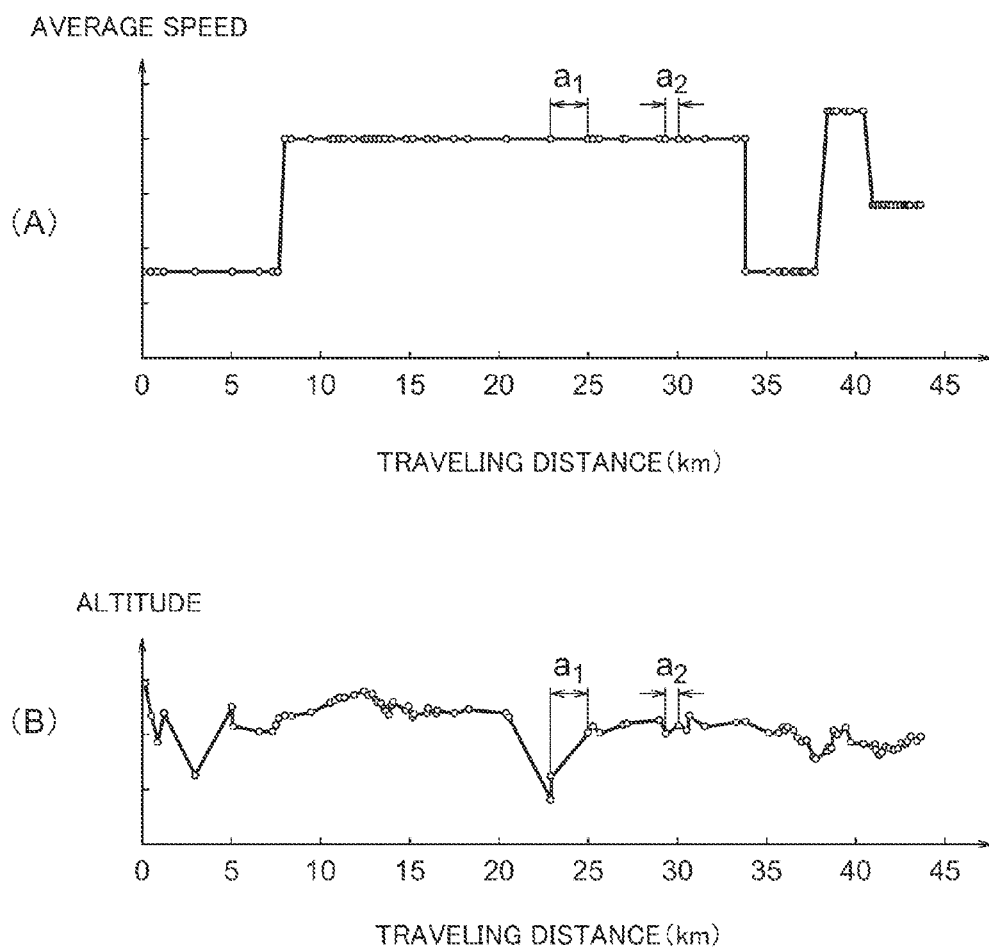 AVERAGE SPEED
a1 a2
(A)
0 5 10 15 20 25 30 35 40 45
TRAVELING DISTANCE(km)
ALTITUDE
a1 a2
(B)
0 5 10 15 20 25 30 35 40 45
TRAVELING DISTANCE(km)